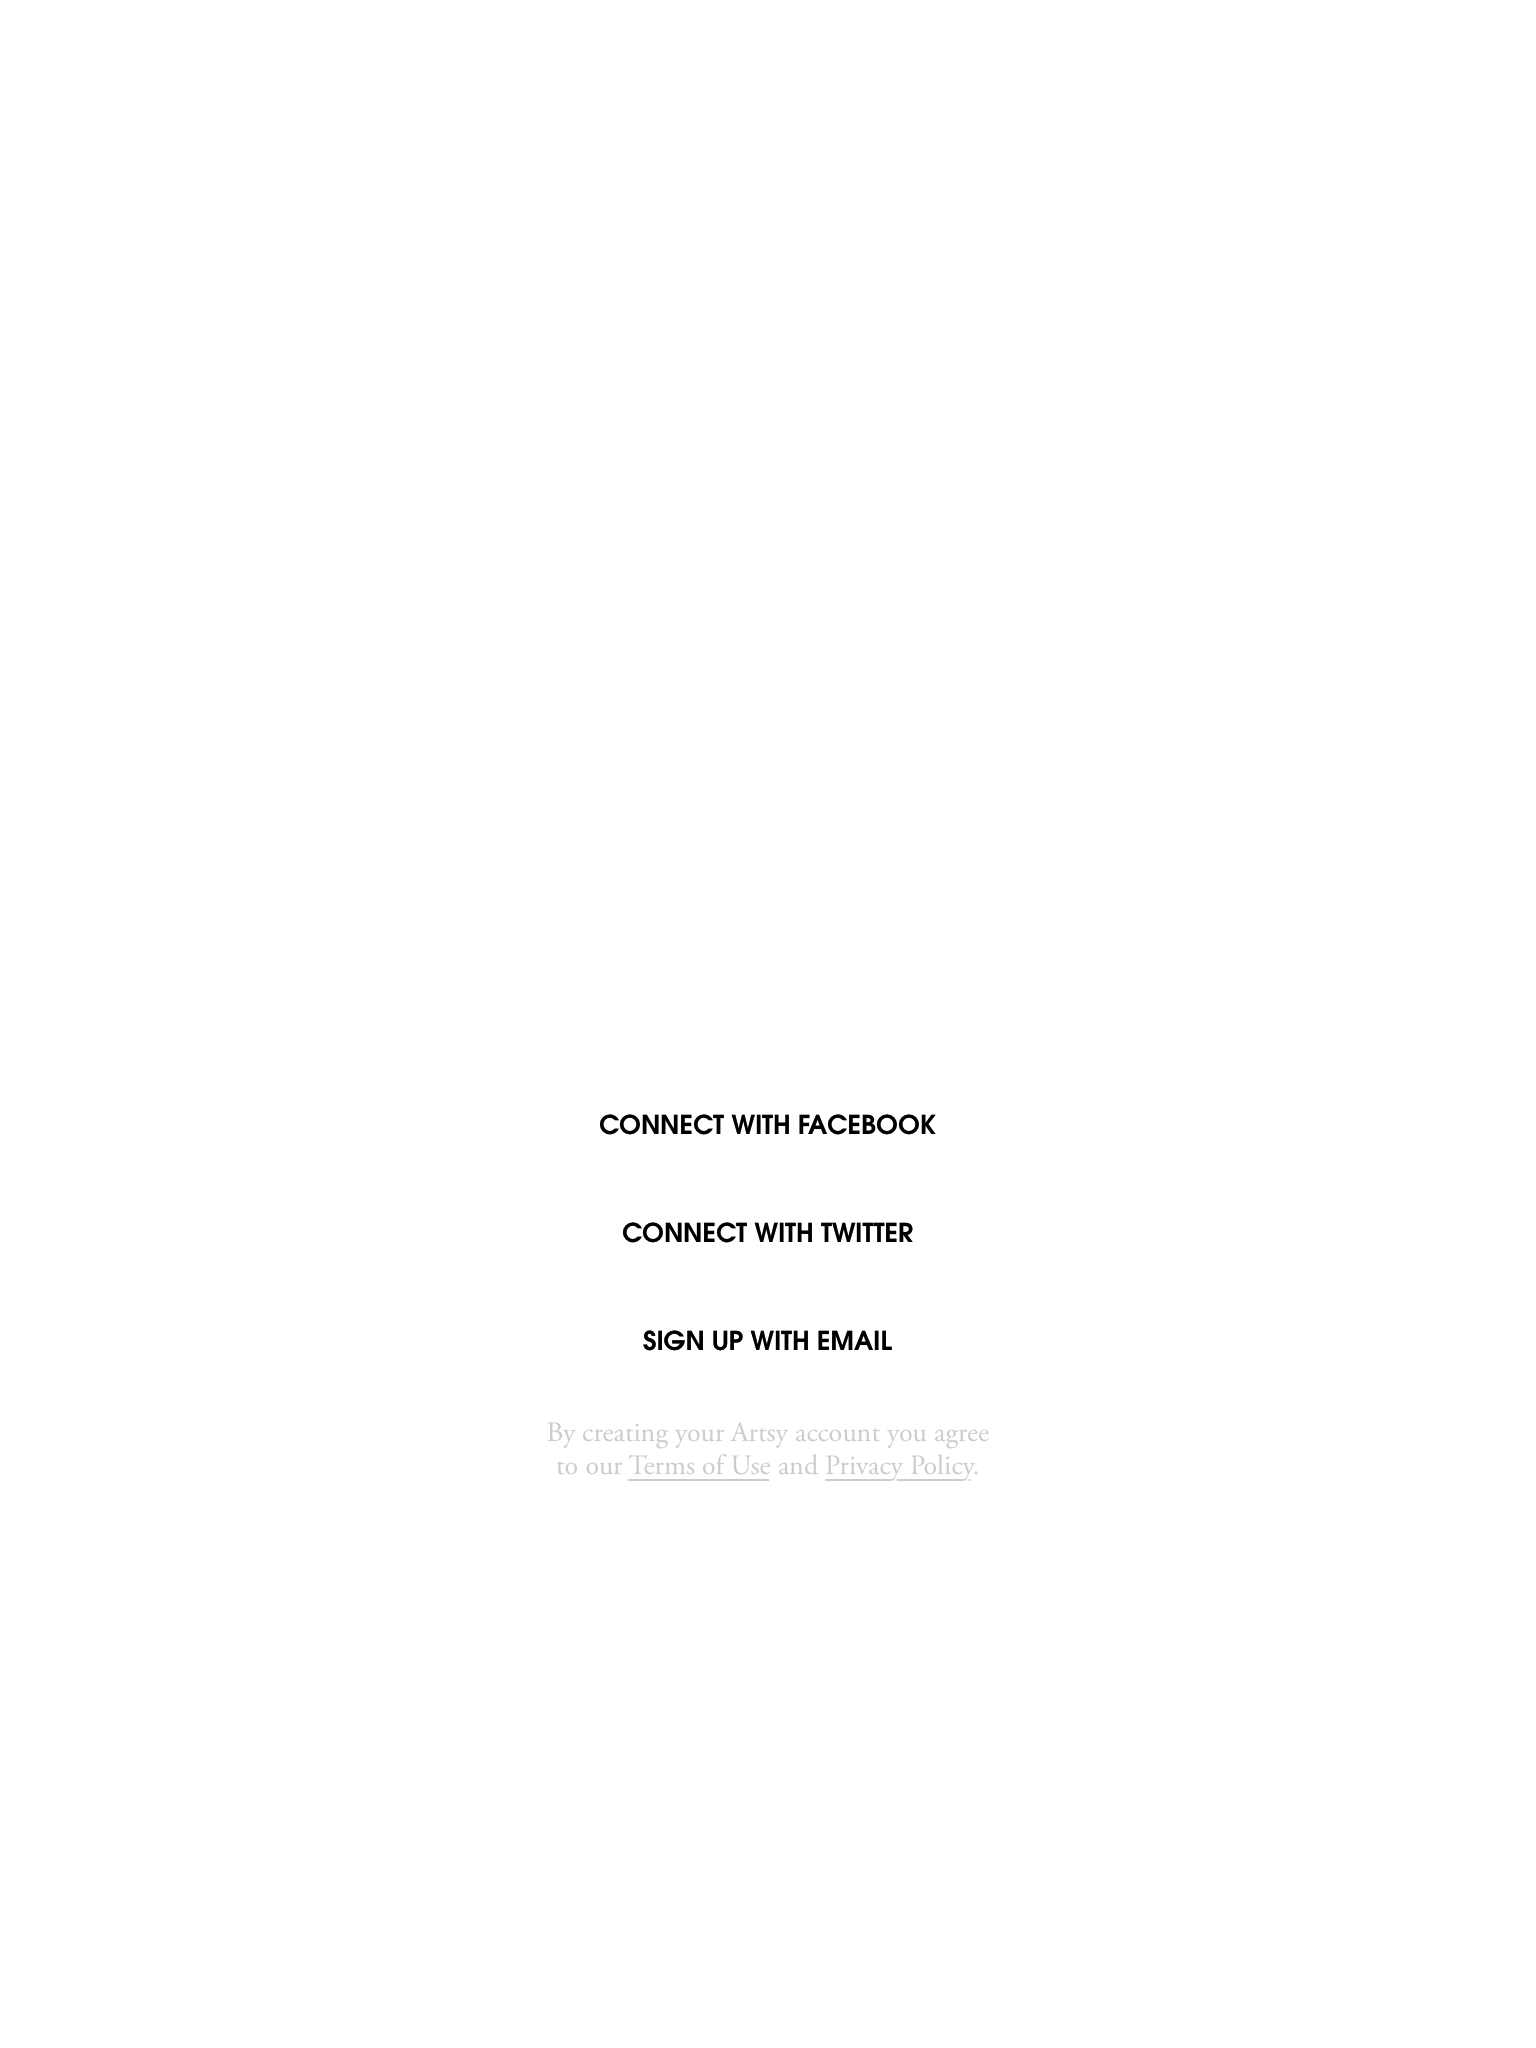 CONNECT WITH FACEBOOK
CONNECT WITH TWITTER
SIGN UP WITH EMAIL
By creating your Artsy account you agree
to our Terms of Use and Privacy Policy.